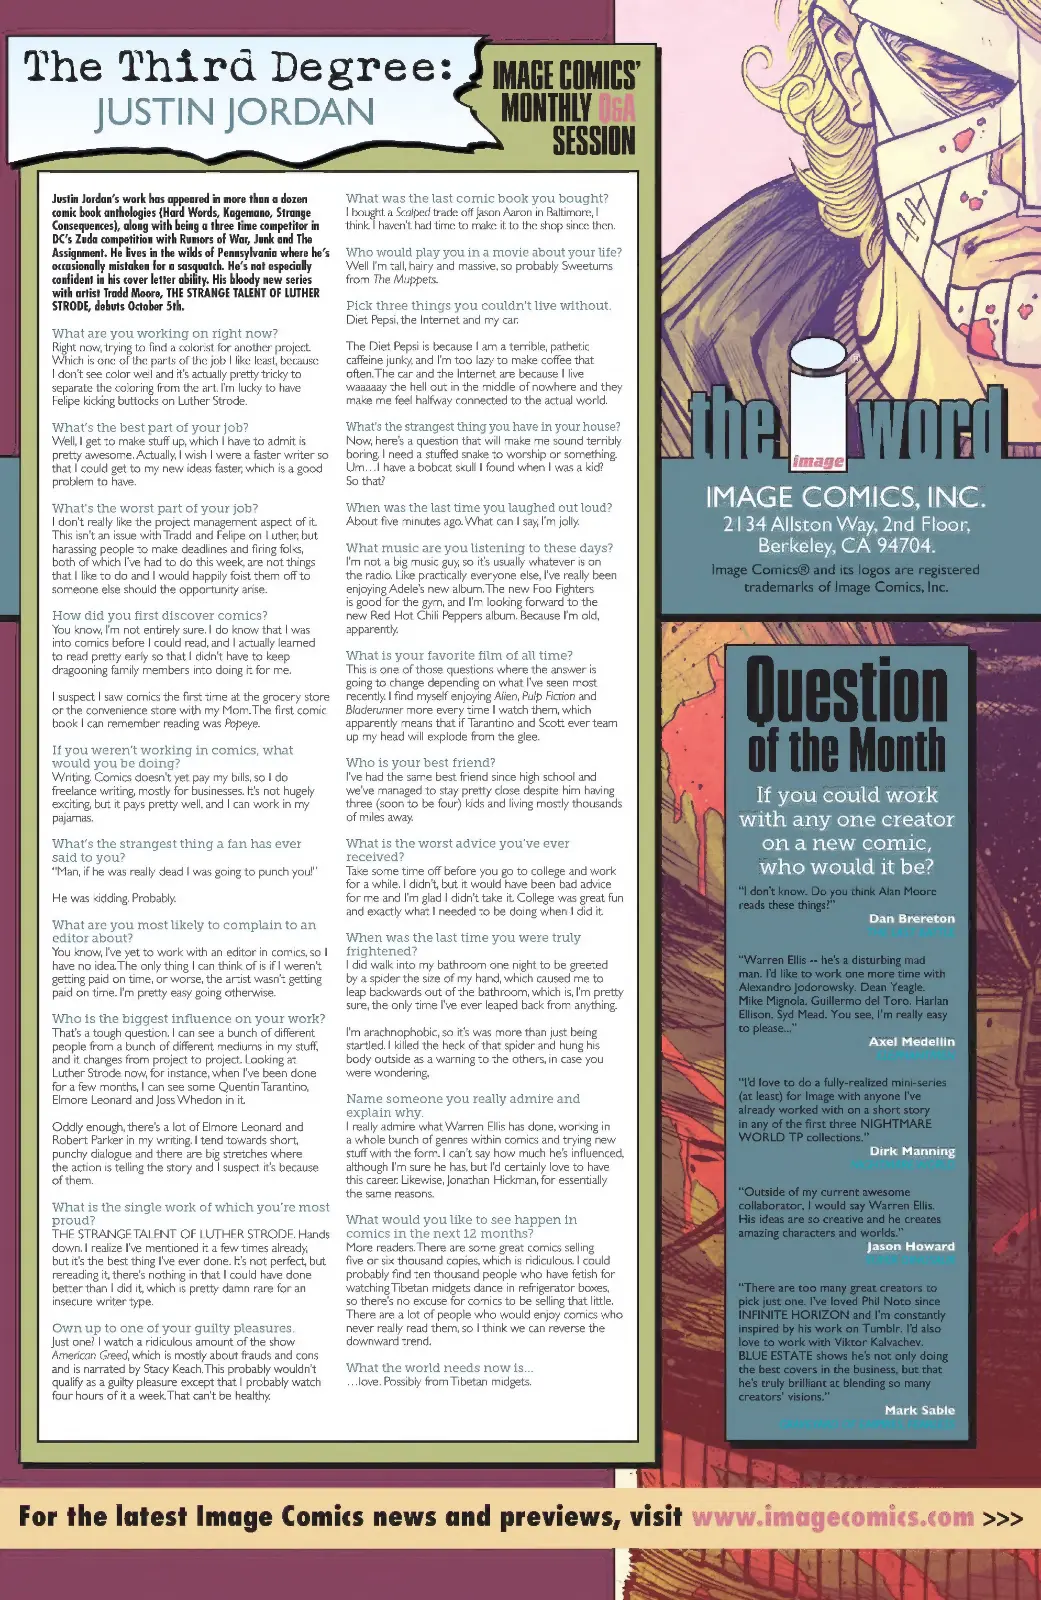 The Third Degree:
JUSTIN JORDAN
IMAGE COMICS'
MONTHLY Q&A
SESSION
Justin Jordan's work has appeared in more than a dozen
comic book anthologies (Hard Words, Kagemano, Strange
Consequences), along with being a three time competitor in
DC's Zuda competition with Rumors of War, Junk and The
Assignment. He lives in the wilds of Pennsylvania where he's
occasionally mistaken for a sasquatch. He's not especially
confident in his cover letter ability. His bloody new series
with artist Tradd Moore, THE STRANGE TALENT OF LUTHER
STRODE, debuts October 5th.
What are you working on right now?
Right now, trying to find a colorist for another project.
Which is one of the parts of the job I like least, because
I don't see color well and it's actually pretty tricky to
separate the coloring from the art. I'm lucky to have
Felipe kicking buttocks on Luther Strode.
What's the best part of your job?
Well, I get to make stuff up, which I have to admit is
pretty awesome. Actually, I wish I were a faster writer so
that I could get to my new ideas faster, which is a good
problem to have.
What's the worst part of your job?
I don't really like the project management aspect of it.
This isn't an issue with Tradd and Felipe on Luther, but
harassing people to make deadlines and firing folks,
both of which I've had to do this week, are not things
that I like to do and I would happily foist them off to
someone else should the opportunity arise.
How did you first discover comics?
You know, I'm not entirely sure. I do know that I was
into comics before I could read, and I actually learned
to read pretty early so that I didn't have to keep
dragooning family members into doing it for me.
I suspect I saw comics the first time at the grocery store
or the convenience store with my Mom. The first comic
book I can remember reading was Popeye.
If you weren't working in comics, what
would you be doing?
Writing. Comics doesn't yet pay my bills, so I do
freelance writing, mostly for businesses. It's not hugely
exciting, but it pays pretty well, and I can work in my
pajamas.
What's the strangest thing a fan has ever
said to you?
"Man, if he was really dead I was going to punch you!"
He was kidding. Probably.
What are you most likely to complain to an
editor about?
You know, I've yet to work with an editor in comics, so I
have no idea. The only thing I can think of is if I weren't
getting paid on time, or worse, the artist wasn't getting
paid on time. I'm pretty easy going otherwise.
Who is the biggest influence on your work?
That's a tough question. I can see a bunch of different
people from a bunch of different mediums in my stuff,
and it changes from project to project. Looking at
Luther Strode now, for instance, when I've been done
for a few months, I can see some Quentin Tarantino,
Elmore Leonard and Joss Whedon in it.
Oddly enough, there's a lot of Elmore Leonard and
Robert Parker in my writing. I tend towards short,
punchy dialogue and there are big stretches where
the action is telling the story and I suspect it's because
of them.
What is the single work of which you're most
proud?
THE STRANGE TALENT OF LUTHER STRODE. Hands
down. I realize I've mentioned it a few times already,
but it's the best thing I've ever done. It's not perfect, but
rereading it, there's nothing in that I could have done
better than I did it, which is pretty damn rare for an
insecure writer type.
Own up to one of your guilty pleasures.
Just one? I watch a ridiculous amount of the show
American Greed, which is mostly about frauds and cons
and is narrated by Stacy Keach. This probably wouldn't
qualify as a guilty pleasure except that I probably watch
four hours of it a week. That can't be healthy.
What was the last comic book you bought?
I bought a Scalped trade off Jason Aaron in Baltimore, I
think. I haven't had time to make it to the shop since then.
Who would play you in a movie about your life?
Well I'm tall, hairy and massive, so probably Sweetums
from The Muppets.
Pick three things you couldn't live without.
Diet Pepsi, the Internet and my car.
The Diet Pepsi is because I am a terrible, pathetic
caffeine junky, and I'm too lazy to make coffee that
often. The car and the Internet are because I live
waaaaay the hell out in the middle of nowhere and they
make me feel halfway connected to the actual world.
What's the strangest thing you have in your house?
Now, here's a question that will make me sound terribly
boring. I need a stuffed snake to worship or something.
Um...I have a bobcat skull I found when I was a kid?
So that?
When was the last time you laughed out loud?
About five minutes ago. What can I say, I'm jolly.
What music are you listening to these days?
I'm not a big music guy, so it's usually whatever is on
the radio. Like practically everyone else, I've really been
enjoying Adele's new album. The new Foo Fighters
is good for the gym, and I'm looking forward to the
new Red Hot Chili Peppers album. Because I'm old,
apparently.
What is your favorite film of all time?
This is one of those questions where the answer is
going to change depending on what I've seen most
recently. I find myself enjoying Alien, Pulp Fiction and
Bladerunner more every time I watch them, which
apparently means that if Tarantino and Scott ever team
up my head will explode from the glee.
Who is your best friend?
I've had the same best friend since high school and
we've managed to stay pretty close despite him having
three (soon to be four) kids and living mostly thousands
of miles away.
What is the worst advice you've ever
received?
Take some time off before you go to college and work
for a while. I didn't, but it would have been bad advice
for me and I'm glad I didn't take it. College was great fun
and exactly what I needed to be doing when I did it.
When was the last time you were truly
frightened?
I did walk into my bathroom one night to be greeted
by a spider the size of my hand, which caused me to
leap backwards out of the bathroom, which is, I'm pretty
sure, the only time I've ever leaped back from anything.
I'm arachnophobic, so it's was more than just being
startled. I killed the heck of that spider and hung his
body outside as a warning to the others, in case you
were wondering.
Name someone you really admire and
explain why.
I really admire what Warren Ellis has done, working in
a whole bunch of genres within comics and trying new
stuff with the form. I can't say how much he's influenced,
although I'm sure he has, but I'd certainly love to have
this career. Likewise, Jonathan Hickman, for essentially
the same reasons.
What would you like to see happen in
comics in the next 12 months?
More readers. There are some great comics selling
five or six thousand copies, which is ridiculous. I could
probably find ten thousand people who have fetish for
watching Tibetan midgets dance in refrigerator boxes,
so there's no excuse for comics to be selling that little.
There are a lot of people who would enjoy comics who
never really read them, so I think we can reverse the
downward trend.
What the world needs now is...
...love. Possibly from Tibetan midgets.
the image word
IMAGE COMICS, INC.
2134 Allston Way, 2nd Floor,
Berkeley, CA 94704.
Image Comics® and its logos are registered
trademarks of Image Comics, Inc.
Question
of the Month
If you could work
with any one creator
on a new comic,
who would it be?
"I don't know. Do you think Alan Moore
reads these things?"
Dan Brereton
"Warren Ellis -- he's a disturbing mad
man. I'd like to work one more time with
Alexandro Jodorowsky. Dean Yeagle.
Mike Mignola. Guillermo del Toro. Harlan
Ellison. Syd Mead. You see, I'm really easy
to please..."
Axel Medellin
"I'd love to do a fully-realized mini-series
(at least) for Image with anyone I've
already worked with on a short story
in any of the first three NIGHTMARE
WORLD TP collections."
Dirk Manning
"Outside of my current awesome
collaborator, I would say Warren Ellis.
His ideas are so creative and he creates
amazing characters and worlds."
Jason Howard
"There are too many great creators to
pick just one. I've loved Phil Noto since
INFINITE HORIZON and I'm constantly
inspired by his work on Tumblr. I'd also
love to work with Viktor Kalvachev.
BLUE ESTATE shows he's not only doing
the best covers in the business, but that
he's truly brilliant at blending so many
creators' visions."
Mark Sable
For the latest Image Comics news and previews, visit www.imagecomics.com >>>